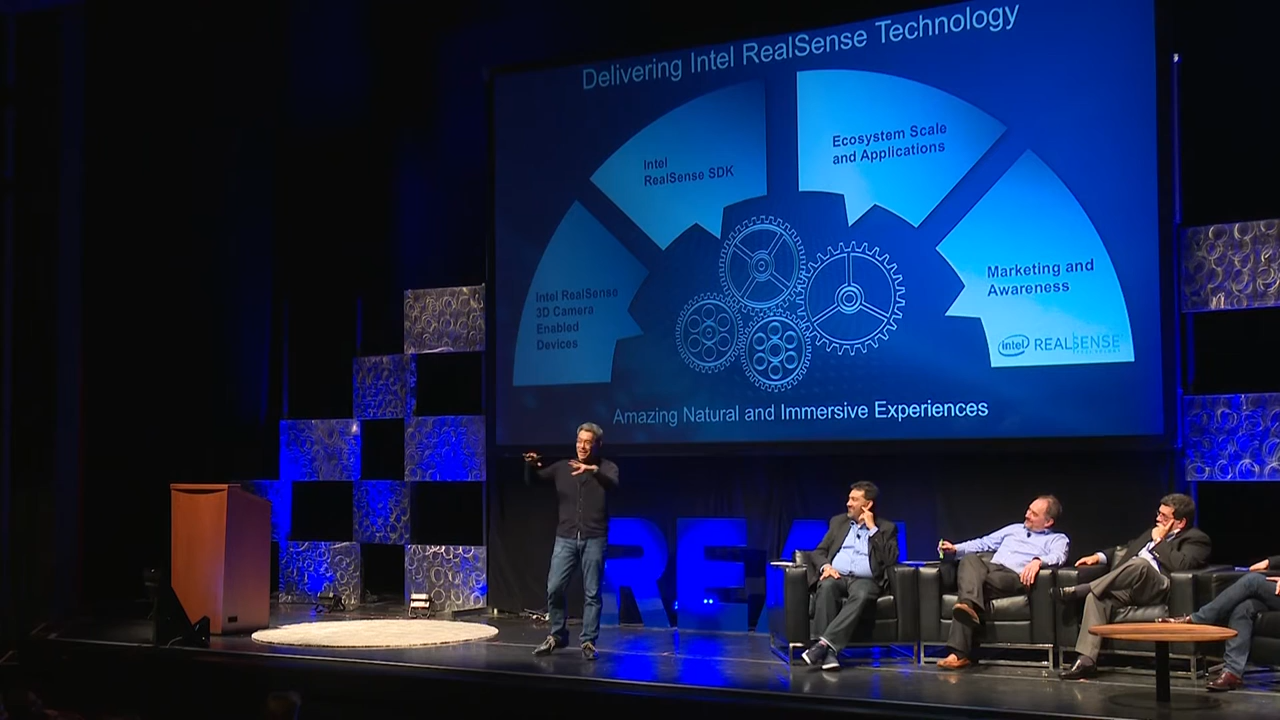 Delivering Intel RealSense Technology
Intel
RealSense SDK
Ecosystem Scale
and Applications
Intel RealSense
3D Camera
Enabled
Devices
Marketing and
Awareness
intel REALSENSE
TECHNOLOGY
Amazing Natural and Immersive Experiences
REA